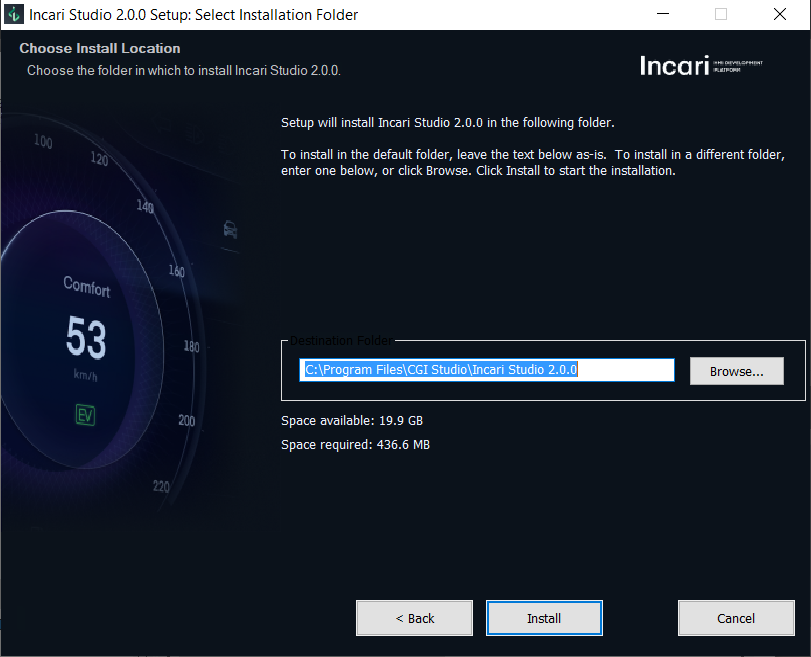 Incari Studio 2.0.0 Setup: Select Installation Folder
Choose Install Location
Choose the folder in which to install Incari Studio 2.0.0.
Incari HMI DEVELOPMENT
PLATFORM
Setup will install Incari Studio 2.0.0 in the following folder.
To install in the default folder, leave the text below as-is.  To install in a different folder,
enter one below, or click Browse. Click Install to start the installation.
100
120
140
160
Comfort
53
km/h
EV
180
200
220
Destination Folder
C:\Program Files\CGI Studio\Incari Studio 2.0.0
Browse...
Space available: 19.9 GB
Space required: 436.6 MB
< Back
Install
Cancel